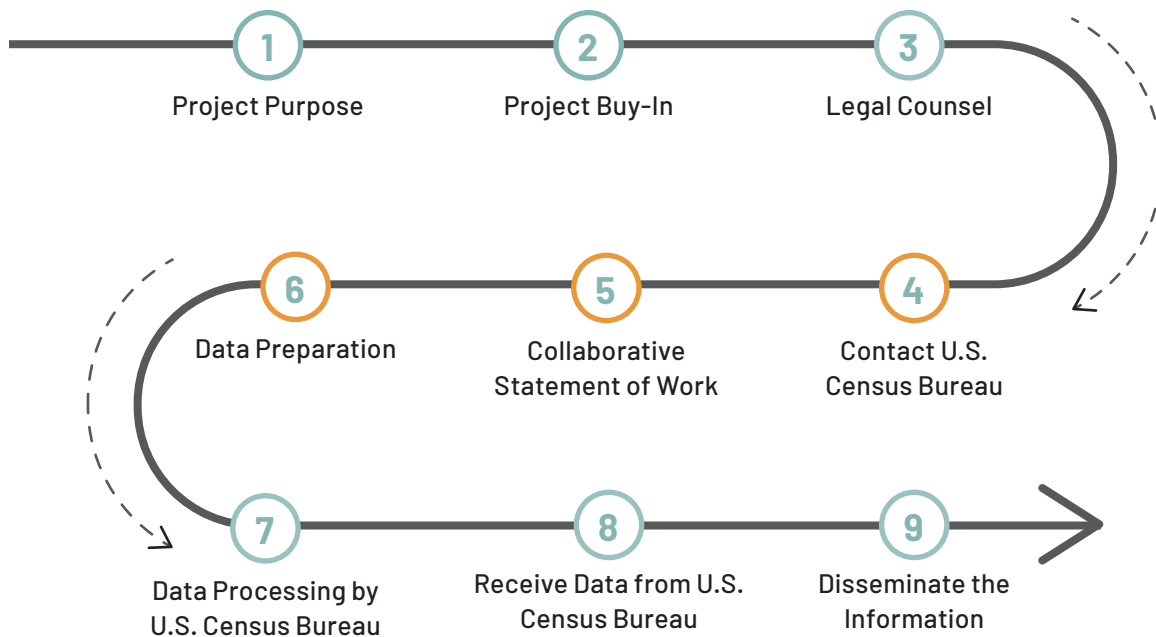 1
2
3
Project Purpose
Project Buy-In
Legal Counsel
6
5
4
Data Preparation
Collaborative
Statement of Work
Contact U.S.
Census Bureau
7
8
9
Data Processing by
U.S. Census Bureau
Receive Data from U.S.
Census Bureau
Disseminate the
Information